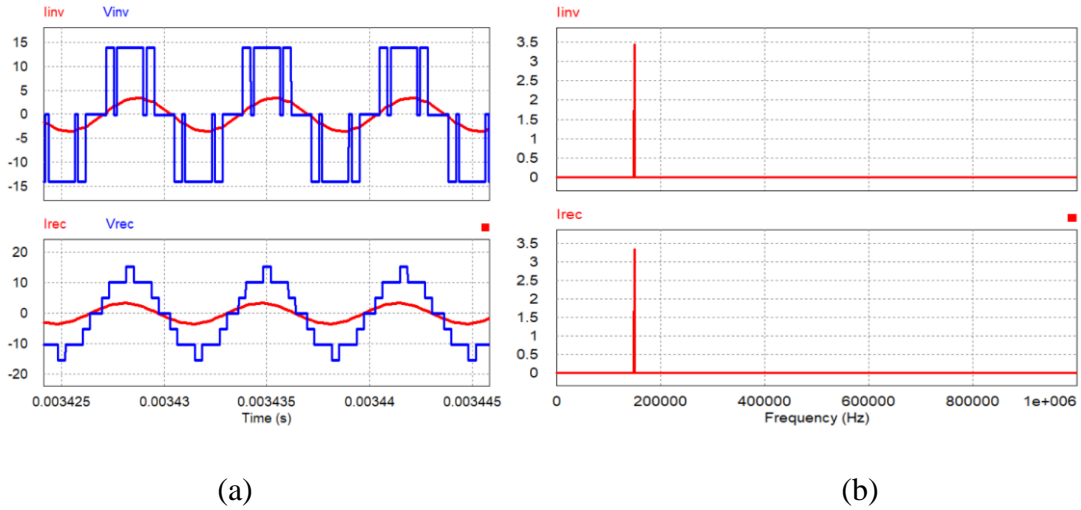 Iinv Vinv
15
10
5
0
-5
-10
-15
Irec Vrec
20
10
0
-10
-20
0.003425 0.00343 0.003435 0.00344 0.003445
Time (s)
(a)
Iinv
3.5
3
2.5
2
1.5
1
0.5
0
Irec
3.5
3
2.5
2
1.5
1
0.5
0
0 200000 400000 600000 800000 1e+006
Frequency (Hz)
(b)